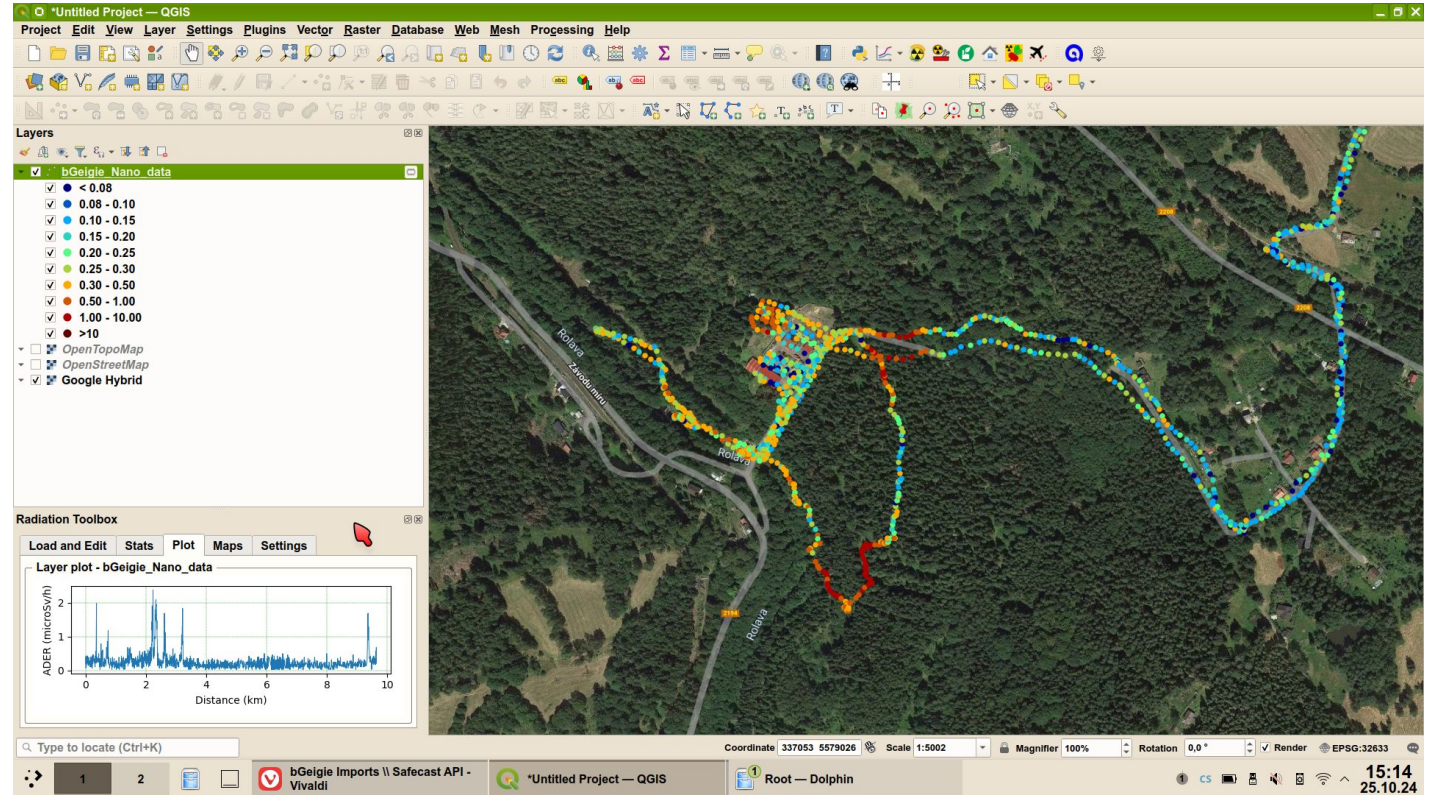 *Untitled Project — QGIS
Project Edit View Layer Settings Plugins Vector Raster Database Web Mesh Processing Help
abc
abc
abc
T
Layers
bGeigie_Nano_data
< 0.08
0.08 - 0.10
0.10 - 0.15
0.15 - 0.20
0.20 - 0.25
0.25 - 0.30
0.30 - 0.50
0.50 - 1.00
1.00 - 10.00
>10
OpenTopoMap
OpenStreetMap
Google Hybrid
Radiation Toolbox
Load and Edit Stats Plot Maps Settings
Layer plot - bGeigie_Nano_data
ADER (microSv/h)
2
1
0
0 2 4 6 8 10
Distance (km)
2208
2208
Rolava
Závodu míru
Rolava
2194
Rolava
Type to locate (Ctrl+K)
Coordinate 337053 5579026 Scale 1:5002 Magnifier 100% Rotation 0,0 ° Render EPSG:32633
1 2
bGeigie Imports \\ Safecast API - Vivaldi
*Untitled Project — QGIS
1 Root — Dolphin
1 CS
15:14
25.10.24